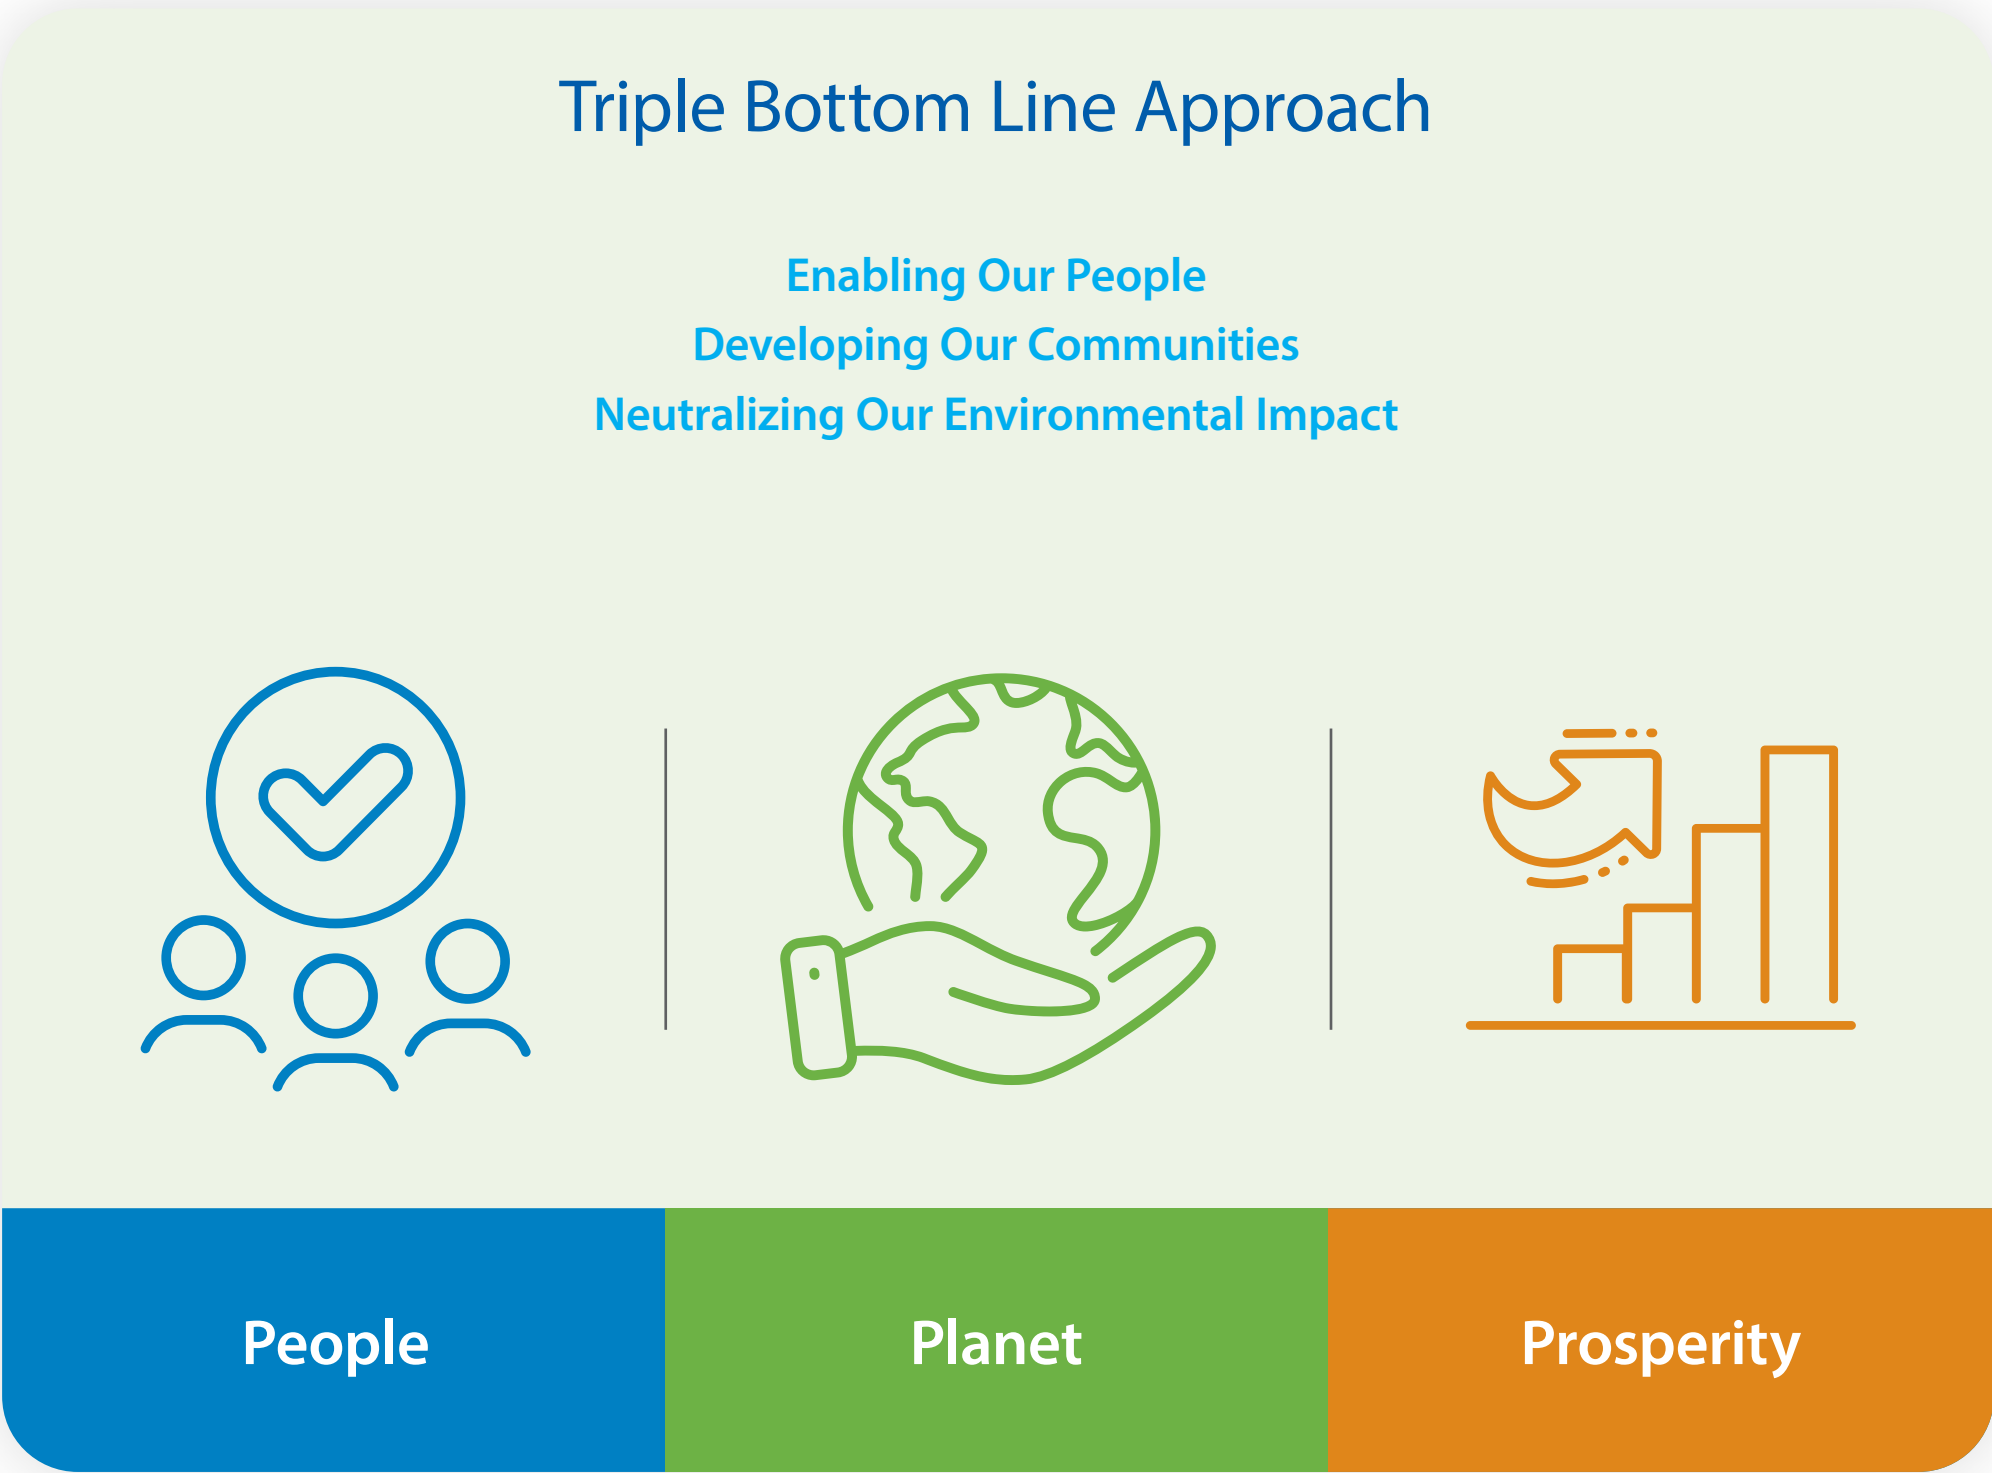 Triple Bottom Line Approach
Enabling Our People
Developing Our Communities
Neutralizing Our Environmental Impact
People
Planet
Prosperity